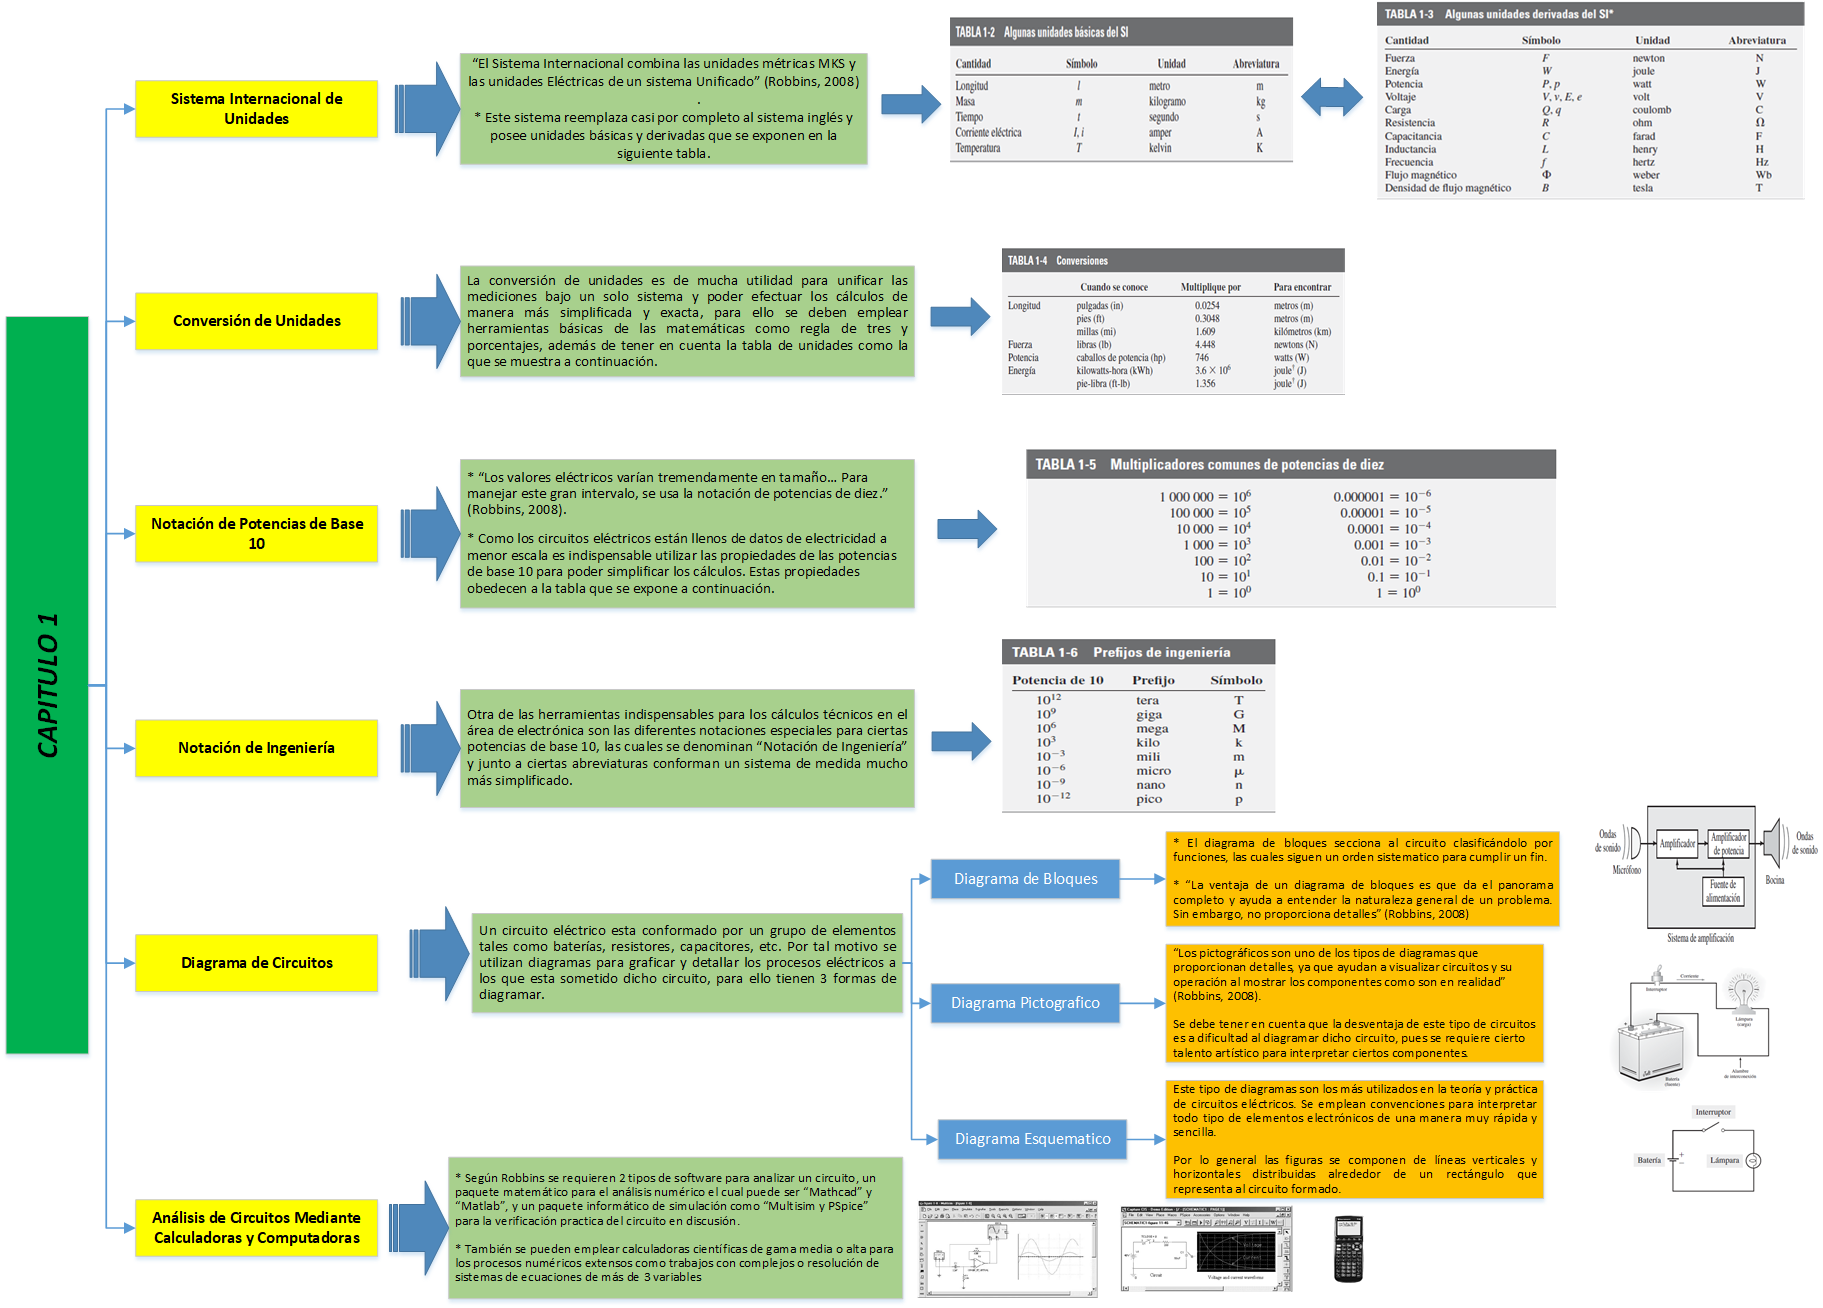 CAPITULO 1
Sistema Internacional de
Unidades
“El Sistema Internacional combina las unidades métricas MKS y
las unidades Eléctricas de un sistema Unificado” (Robbins, 2008)
.
* Este sistema reemplaza casi por completo al sistema inglés y
posee unidades básicas y derivadas que se exponen en la
siguiente tabla.
TABLA 1-2 Algunas unidades básicas del SI
Cantidad Símbolo Unidad Abreviatura
Longitud l metro m
Masa m kilogramo kg
Tiempo t segundo s
Corriente eléctrica I, i amper A
Temperatura T kelvin K
TABLA 1-3 Algunas unidades derivadas del SI*
Cantidad Símbolo Unidad Abreviatura
Fuerza F newton N
Energía W joule J
Potencia P, p watt W
Voltaje V, v, E, e volt V
Carga Q, q coulomb C
Resistencia R ohm Ω
Capacitancia C farad F
Inductancia L henry H
Frecuencia f hertz Hz
Flujo magnético Φ weber Wb
Densidad de flujo magnético B tesla T
Conversión de Unidades
La conversión de unidades es de mucha utilidad para unificar las
mediciones bajo un solo sistema y poder efectuar los cálculos de
manera más simplificada y exacta, para ello se deben emplear
herramientas básicas de las matemáticas como regla de tres y
porcentajes, además de tener en cuenta la tabla de unidades como la
que se muestra a continuación.
TABLA 1-4 Conversiones
Cuando se conoce Multiplique por Para encontrar
Longitud pulgadas (in) 0.0254 metros (m)
pies (ft) 0.3048 metros (m)
millas (mi) 1.609 kilómetros (km)
Fuerza libras (lb) 4.448 newtons (N)
Potencia caballos de potencia (hp) 746 watts (W)
Energía kilowatts-hora (kWh) 3.6 × 10⁶ joule† (J)
pie-libra (ft-lb) 1.356 joule† (J)
Notación de Potencias de Base
10
* “Los valores eléctricos varían tremendamente en tamaño… Para
manejar este gran intervalo, se usa la notación de potencias de diez.”
(Robbins, 2008).
* Como los circuitos eléctricos están llenos de datos de electricidad a
menor escala es indispensable utilizar las propiedades de las potencias
de base 10 para poder simplificar los cálculos. Estas propiedades
obedecen a la tabla que se expone a continuación.
TABLA 1-5 Multiplicadores comunes de potencias de diez
1 000 000 = 10⁶ 0.000001 = 10⁻⁶
100 000 = 10⁵ 0.00001 = 10⁻⁵
10 000 = 10⁴ 0.0001 = 10⁻⁴
1 000 = 10³ 0.001 = 10⁻³
100 = 10² 0.01 = 10⁻²
10 = 10¹ 0.1 = 10⁻¹
1 = 10⁰ 1 = 10⁰
Notación de Ingeniería
Otra de las herramientas indispensables para los cálculos técnicos en el
área de electrónica son las diferentes notaciones especiales para ciertas
potencias de base 10, las cuales se denominan “Notación de Ingeniería”
y junto a ciertas abreviaturas conforman un sistema de medida mucho
más simplificado.
TABLA 1-6 Prefijos de ingeniería
Potencia de 10 Prefijo Símbolo
10¹² tera T
10⁹ giga G
10⁶ mega M
10³ kilo k
10⁻³ mili m
10⁻⁶ micro μ
10⁻⁹ nano n
10⁻¹² pico p
Diagrama de Circuitos
Un circuito eléctrico esta conformado por un grupo de elementos
tales como baterías, resistores, capacitores, etc. Por tal motivo se
utilizan diagramas para graficar y detallar los procesos eléctricos a
los que esta sometido dicho circuito, para ello tienen 3 formas de
diagramar.
Diagrama de Bloques
* El diagrama de bloques secciona al circuito clasificándolo por
funciones, las cuales siguen un orden sistematico para cumplir un fin.
* “La ventaja de un diagrama de bloques es que da el panorama
completo y ayuda a entender la naturaleza general de un problema.
Sin embargo, no proporciona detalles” (Robbins, 2008)
Ondas
de sonido
Micrófono
Amplificador
Amplificador
de potencia
Fuente de
alimentación
Bocina
Ondas
de sonido
Sistema de amplificación
Diagrama Pictografico
“Los pictográficos son uno de los tipos de diagramas que
proporcionan detalles, ya que ayudan a visualizar circuitos y su
operación al mostrar los componentes como son en realidad”
(Robbins, 2008).
Se debe tener en cuenta que la desventaja de este tipo de circuitos
es a dificultad al diagramar dicho circuito, pues se requiere cierto
talento artístico para interpretar ciertos componentes.
Corriente
Interruptor
Lámpara
(carga)
Batería
(fuente)
Alambre
de interconexión
Diagrama Esquematico
Este tipo de diagramas son los más utilizados en la teoría y práctica
de circuitos eléctricos. Se emplean convenciones para interpretar
todo tipo de elementos electrónicos de una manera muy rápida y
sencilla.
Por lo general las figuras se componen de líneas verticales y
horizontales distribuidas alrededor de un rectángulo que
representa al circuito formado.
Interruptor
Batería
+
−
Lámpara
Análisis de Circuitos Mediante
Calculadoras y Computadoras
* Según Robbins se requieren 2 tipos de software para analizar un circuito, un
paquete matemático para el análisis numérico el cual puede ser “Mathcad” y
“Matlab”, y un paquete informático de simulación como “Multisim y PSpice”
para la verificación practica del circuito en discusión.
* También se pueden emplear calculadoras científicas de gama media o alta para
los procesos numéricos extensos como trabajos con complejos o resolución de
sistemas de ecuaciones de más de 3 variables
Voltage
Current
Circuit
Voltage and current waveforms